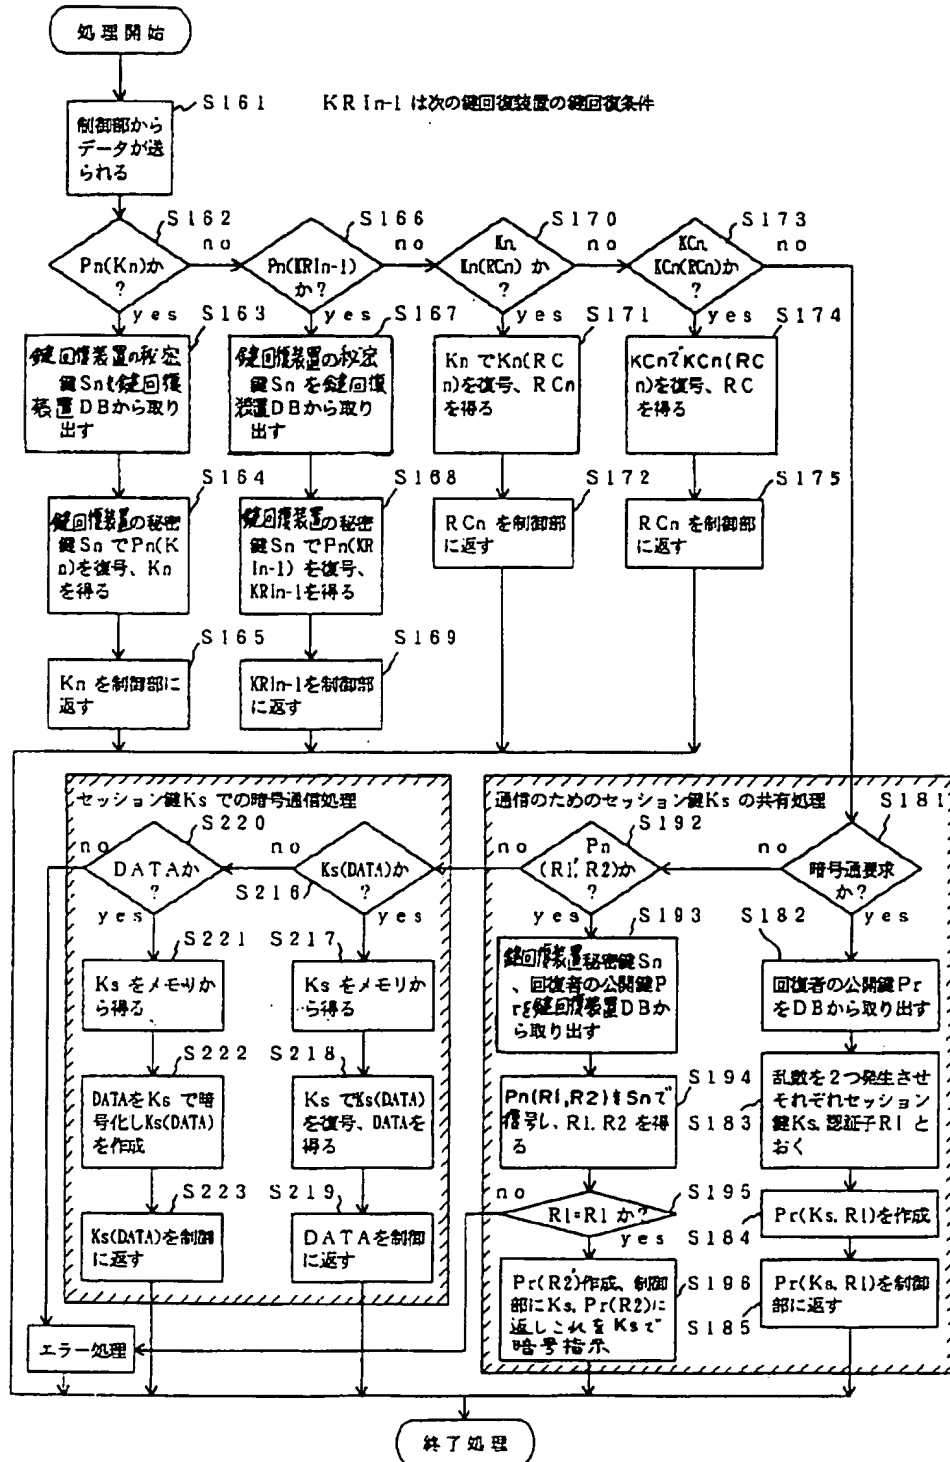 処理開始
S161
KRIn-1 は次の鍵回復装置の鍵回復条件
制御部から
データが送
られる
S162
no
Pn(Kn)か
?
yes
S166
no
Pn(KRIn-1)
か?
yes
S170
no
Kn,
Kn(RCn) か
?
yes
S173
no
KCn,
KCn(RCn)か
?
yes
S163
鍵回復装置の秘密
鍵Snを鍵回復
装置DBから取り
出す
S167
鍵回復装置の秘密
鍵Sn を鍵回復
装置DBから取り
出す
S171
Kn でKn(RC
n)を復号、RCn
を得る
S174
KCnでKCn(RC
n)を復号、RC
を得る
S164
鍵回復装置の秘密
鍵Sn でPn(K
n)を復号、Kn
を得る
S168
鍵回復装置の秘密
鍵Sn でPn(KR
In-1) を復号、
KRIn-1を得る
S172
RCn を制御部
に返す
S175
RCn を制御部
に返す
S165
Kn を制御部に
返す
S169
KRIn-1を制御部
に返す
セッション鍵Ks での暗号通信処理
S220
no
DATAか
?
yes
S216
no
Ks(DATA)か
?
yes
S221
Ks をメモリか
ら得る
S217
Ks をメモリ
から得る
S222
DATAをKs で暗
号化しKs(DATA)
を作成
S218
Ks でKs(DATA)
を復号、DATAを
得る
S223
Ks(DATA)を制御
に返す
S219
DATAを制御
に返す
通信のためのセッション鍵Ks の共有処理
S181
no
暗号通要求
か?
yes
S192
no
Pn
(R1', R2)か
?
yes
S193
鍵回復装置秘密鍵Sn
、回復者の公開鍵P
rを鍵回復装置DBか
ら取り出す
S182
回復者の公開鍵Pr
をDBから取り出す
S194
Pn(R1,R2)をSnで
復号し、R1, R2 を得
る
S183
乱数を2つ発生させ
それぞれセッション
鍵Ks, 認証子R1 と
おく
S195
no
R1=R1 か?
yes
S184
Pr(Ks, R1)を作成
S196
Pr(R2')作成、制御
部にKs, Pr(R2)に
返しこれをKsで
暗号指示
S185
Pr(Ks, R1)を制御
部に返す
エラー処理
終了処理